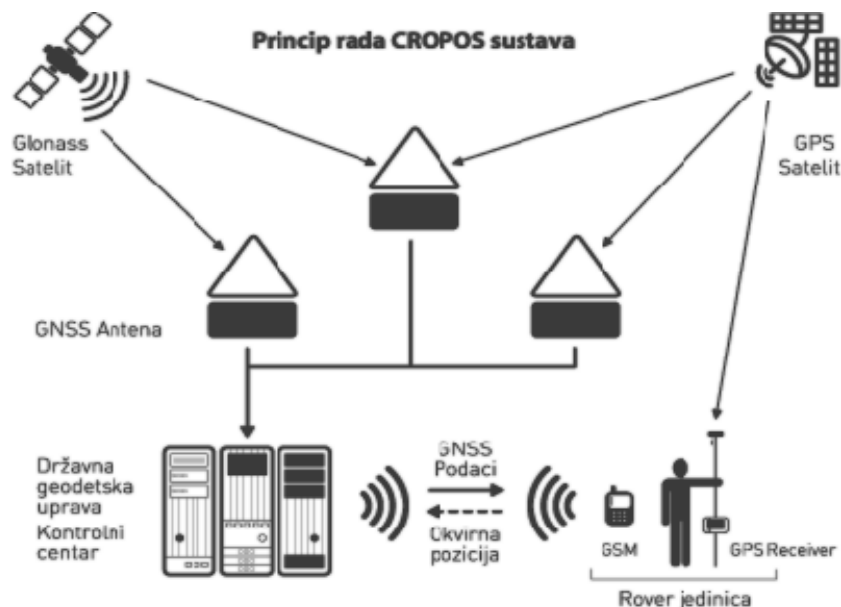 Princip rada CROPOS sustava
Glonass
Satelit
GPS
Satelit
GNSS Antena
Državna
geodetska
uprava
Kontrolni
centar
GNSS
Podaci
Okvirna
pozicija
GSM
GPS Receiver
Rover jedinica